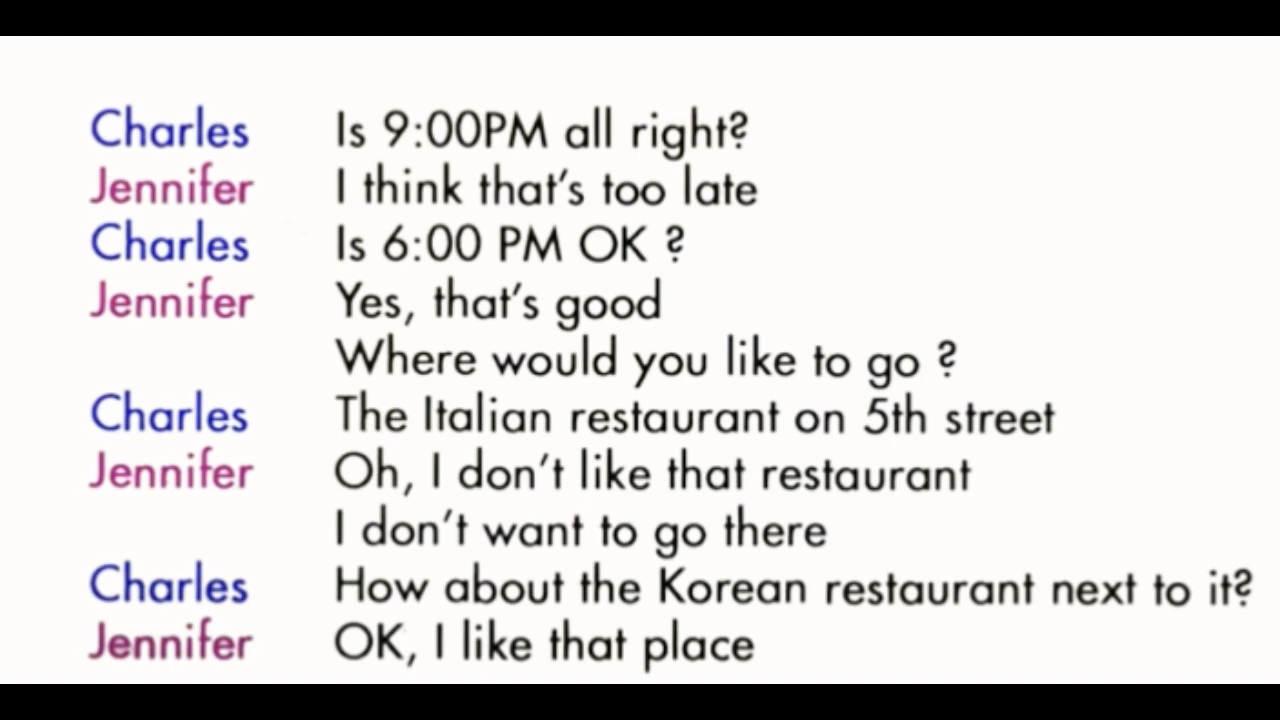 Charles Is 9:00PM all right?
Jennifer I think that's too late
Charles Is 6:00 PM OK ?
Jennifer Yes, that's good
Where would you like to go ?
Charles The Italian restaurant on 5th street
Jennifer Oh, I don't like that restaurant
I don't want to go there
Charles How about the Korean restaurant next to it?
Jennifer OK, I like that place